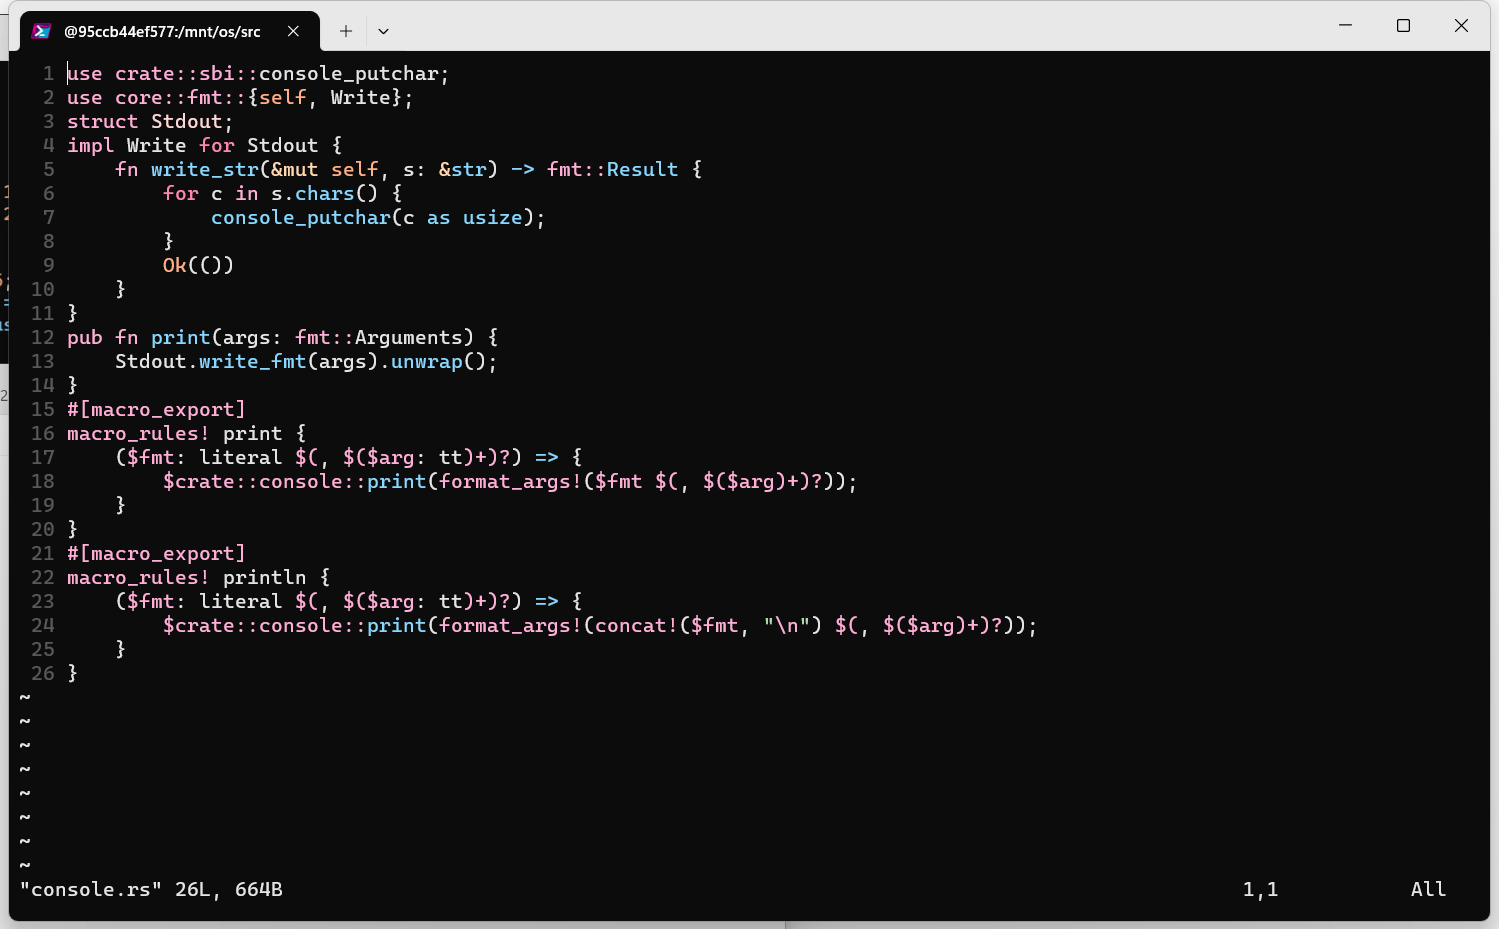 @95ccb44ef577:/mnt/os/src
1 use crate::sbi::console_putchar;
2 use core::fmt::{self, Write};
3 struct Stdout;
4 impl Write for Stdout {
5     fn write_str(&mut self, s: &str) -> fmt::Result {
6         for c in s.chars() {
7             console_putchar(c as usize);
8         }
9         Ok(())
10     }
11 }
12 pub fn print(args: fmt::Arguments) {
13     Stdout.write_fmt(args).unwrap();
14 }
15 #[macro_export]
16 macro_rules! print {
17     ($fmt: literal $(, $($arg: tt)+)?) => {
18         $crate::console::print(format_args!($fmt $(, $($arg)+)?));
19     }
20 }
21 #[macro_export]
22 macro_rules! println {
23     ($fmt: literal $(, $($arg: tt)+)?) => {
24         $crate::console::print(format_args!(concat!($fmt, "\n") $(, $($arg)+)?));
25     }
26 }
~
~
~
~
~
~
~
~
"console.rs" 26L, 664B 1,1 All